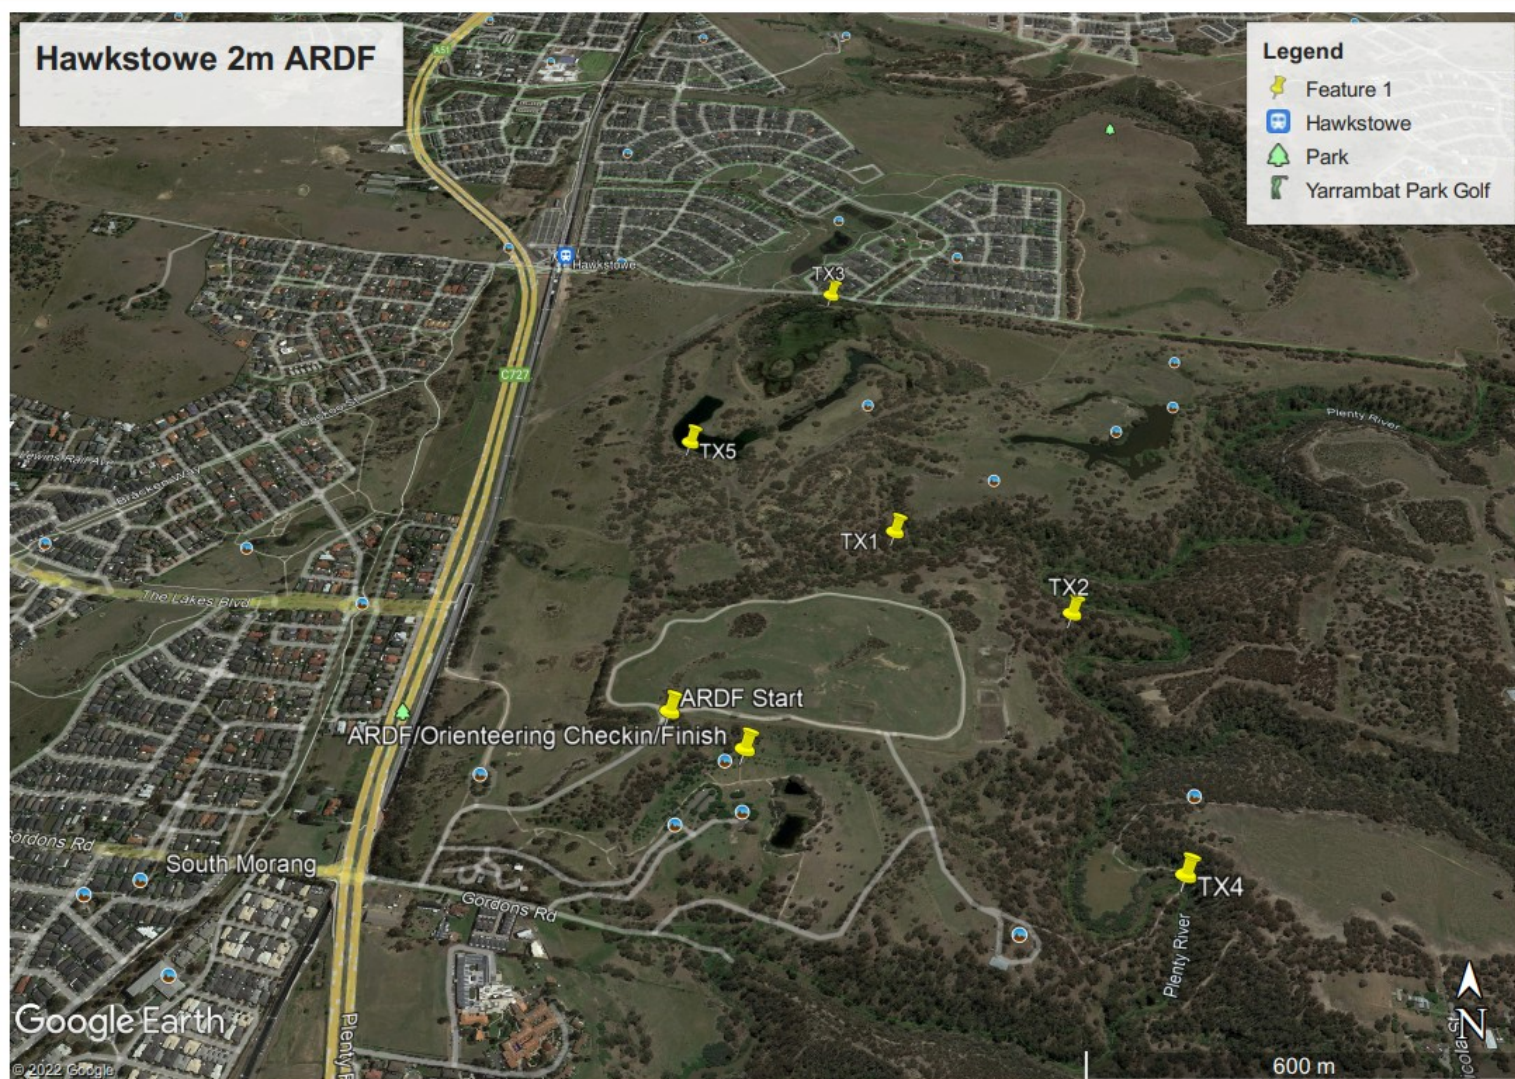 Hawkstowe 2m ARDF
Legend
Feature 1
Hawkstowe
Park
Yarrambat Park Golf
A51
Hawkstowe
TX3
C727
Plenty River
TX5
Bracken Way
TX1
TX2
The Lakes Blvd
ARDF Start
ARDF/Orienteering Checkin/Finish
Gordons Rd
South Morang
TX4
Gordons Rd
Plenty River
Google Earth
N
600 m
© 2022 Google